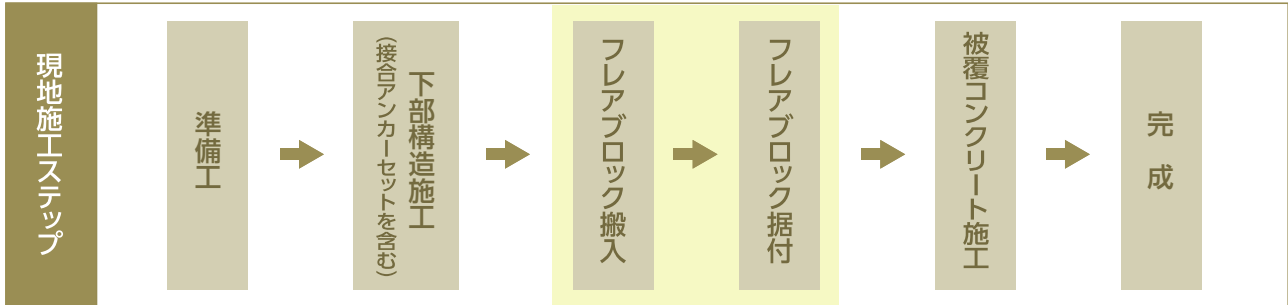 現地施工ステップ
準備工
下部構造施工
（接合アンカーセットを含む）
フレアブロック搬入
フレアブロック据付
被覆コンクリート施工
完成